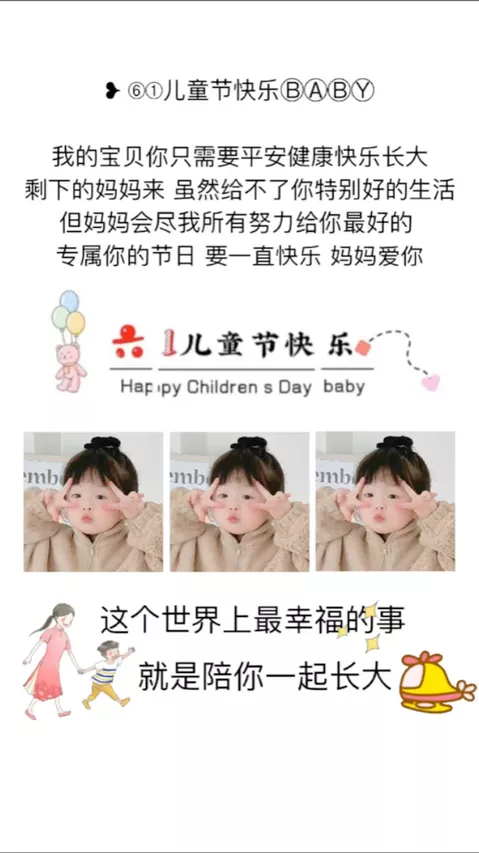 ❥ ⑥①儿童节快乐ⒷⒶⒷⓎ
我的宝贝你只需要平安健康快乐长大
剩下的妈妈来 虽然给不了你特别好的生活
但妈妈会尽我所有努力给你最好的
专属你的节日 要一直快乐 妈妈爱你
六1儿童节快乐
Happy Children s Day baby
这个世界上最幸福的事
就是陪你一起长大